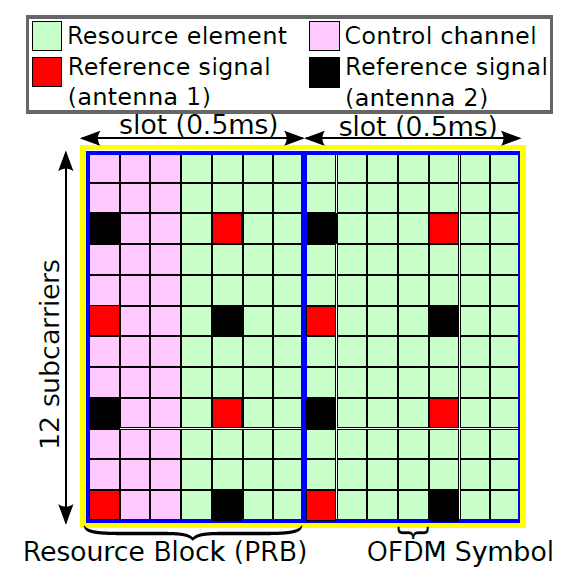 Resource element
Control channel
Reference signal
(antenna 1)
Reference signal
(antenna 2)
slot (0.5ms)
slot (0.5ms)
12 subcarriers
Resource Block (PRB)
OFDM Symbol